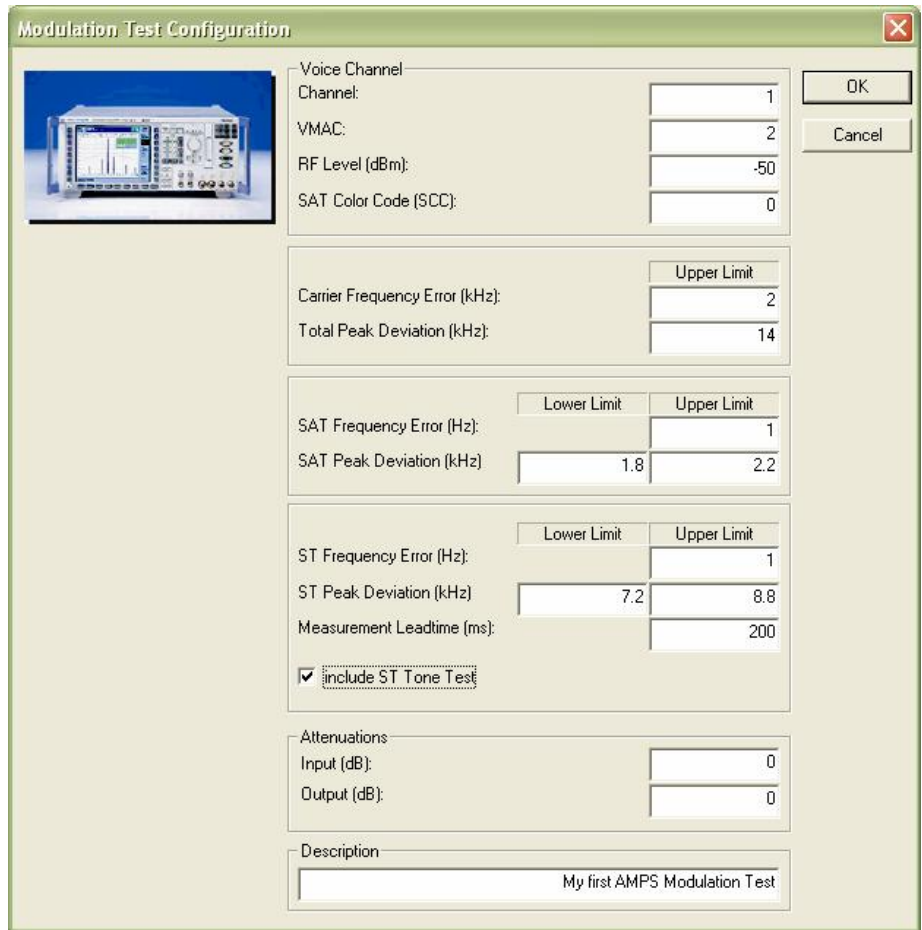 Modulation Test Configuration
Voice Channel
Channel: 1
VMAC: 2
RF Level (dBm): -50
SAT Color Code (SCC): 0
OK
Cancel
Upper Limit
Carrier Frequency Error (kHz): 2
Total Peak Deviation (kHz): 14
Lower Limit Upper Limit
SAT Frequency Error (Hz): 1
SAT Peak Deviation (kHz) 1.8 2.2
Lower Limit Upper Limit
ST Frequency Error (Hz): 1
ST Peak Deviation (kHz) 7.2 8.8
Measurement Leadtime (ms): 200
include ST Tone Test
Attenuations
Input (dB): 0
Output (dB): 0
Description
My first AMPS Modulation Test